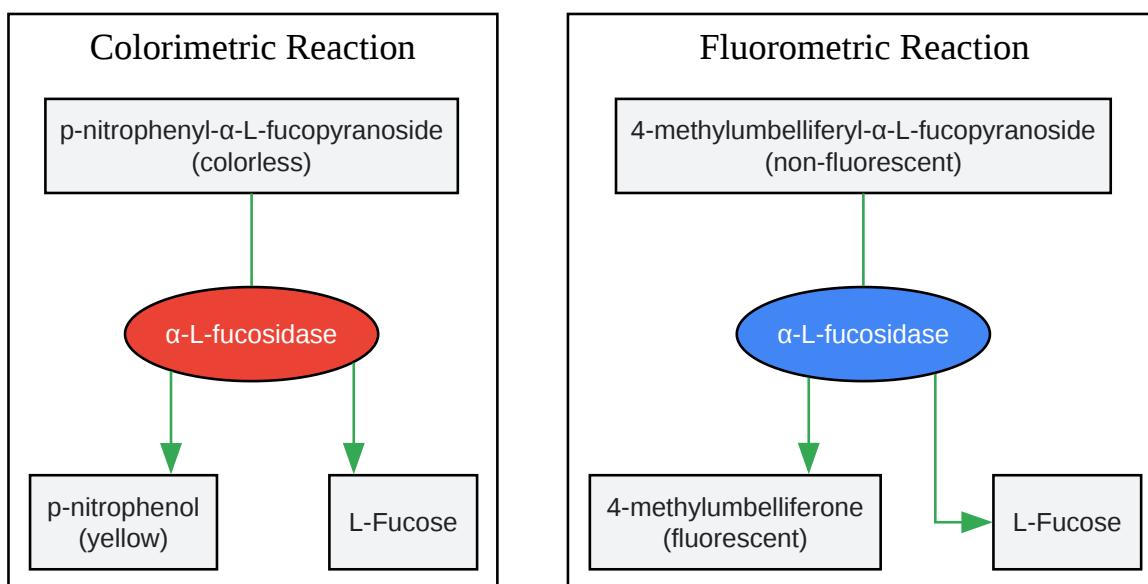 Colorimetric Reaction
p-nitrophenyl-α-L-fucopyranoside
(colorless)
α-L-fucosidase
p-nitrophenol
(yellow)
L-Fucose
Fluorometric Reaction
4-methylumbelliferyl-α-L-fucopyranoside
(non-fluorescent)
α-L-fucosidase
4-methylumbelliferone
(fluorescent)
L-Fucose